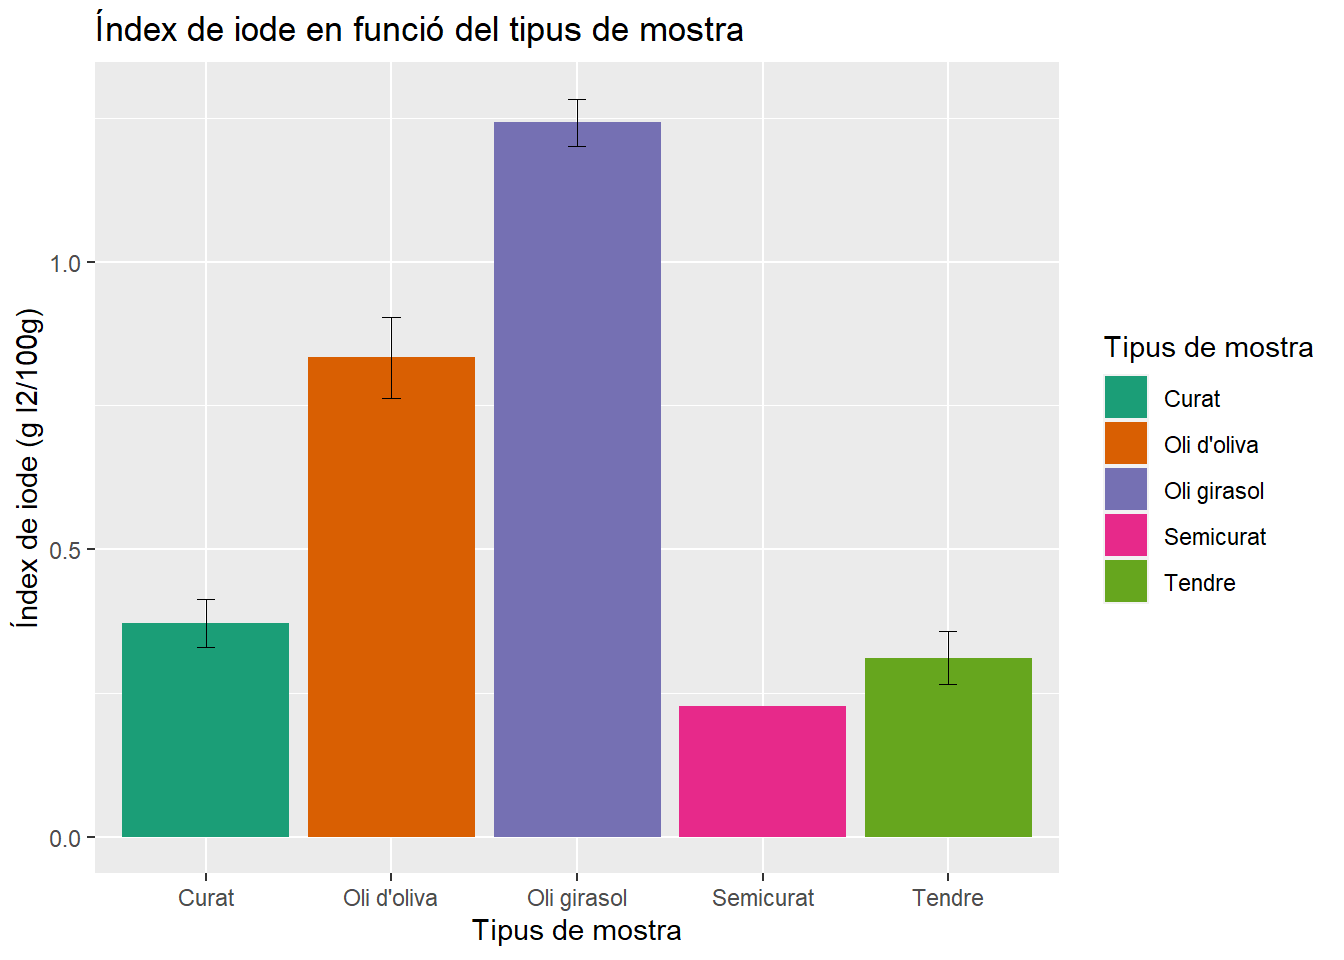 Índex de iode en funció del tipus de mostra
Índex de iode (g I2/100g)
1.0
0.5
0.0
Curat
Oli d'oliva
Oli girasol
Semicurat
Tendre
Tipus de mostra
Tipus de mostra
Curat
Oli d'oliva
Oli girasol
Semicurat
Tendre